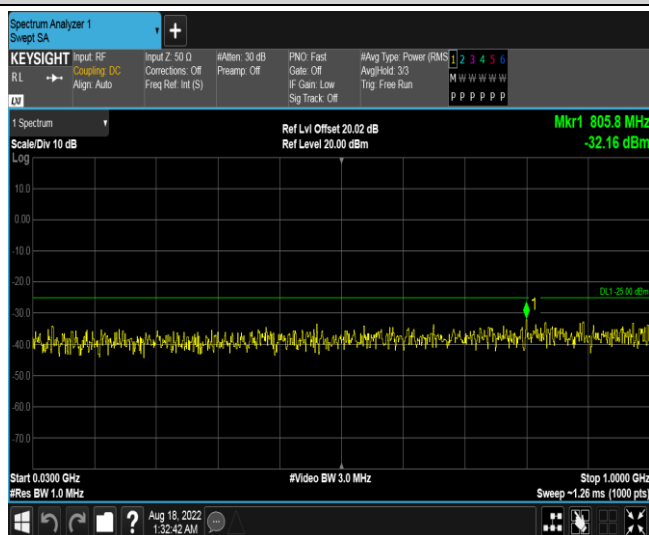 Spectrum Analyzer 1
Swept SA
+
KEYSIGHT
RL
Input: RF
Coupling: DC
Align: Auto
Input Z: 50 Ω
Corrections: Off
Freq Ref: Int (S)
#Atten: 30 dB
Preamp: Off
PNO: Fast
Gate: Off
IF Gain: Low
Sig Track: Off
#Avg Type: Power (RMS
Avg|Hold: 3/3
Trig: Free Run
1 2 3 4 5 6
M W W W W W
P P P P P P
LXI
1 Spectrum
Scale/Div 10 dB
Log
Ref Lvl Offset 20.02 dB
Ref Level 20.00 dBm
Mkr1 805.8 MHz
-32.16 dBm
10.0
0.00
-10.0
-20.0
-30.0
-40.0
-50.0
-60.0
-70.0
DL1 -25.00 dBm
1
Start 0.0300 GHz
#Res BW 1.0 MHz
#Video BW 3.0 MHz
Stop 1.0000 GHz
Sweep ~1.26 ms (1000 pts)
?
Aug 18, 2022
1:32:42 AM